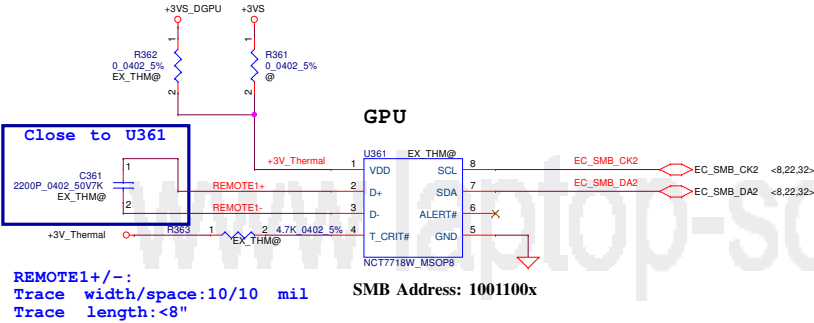 +3VS_DGPU +3VS
1 1
R362 R361
0_0402_5% 0_0402_5%
EX_THM@ @
2 2
GPU
Close to U361
U361 EX_THM@
+3V_Thermal 1 VDD SCL 8 EC_SMB_CK2 EC_SMB_CK2 <8,22,32>
C361 1
2200P_0402_50V7K REMOTE1+ 2 D+ SDA 7 EC_SMB_DA2 EC_SMB_DA2 <8,22,32>
EX_THM@ 2
REMOTE1- 3 D- ALERT# 6
+3V_Thermal R363 1 2 4.7K_0402_5% 4 T_CRIT# GND 5
EX_THM@
NCT7718W_MSOP8
REMOTE1+/-:
Trace width/space:10/10 mil
Trace length:<8"
SMB Address: 1001100x
www.laptop-sc